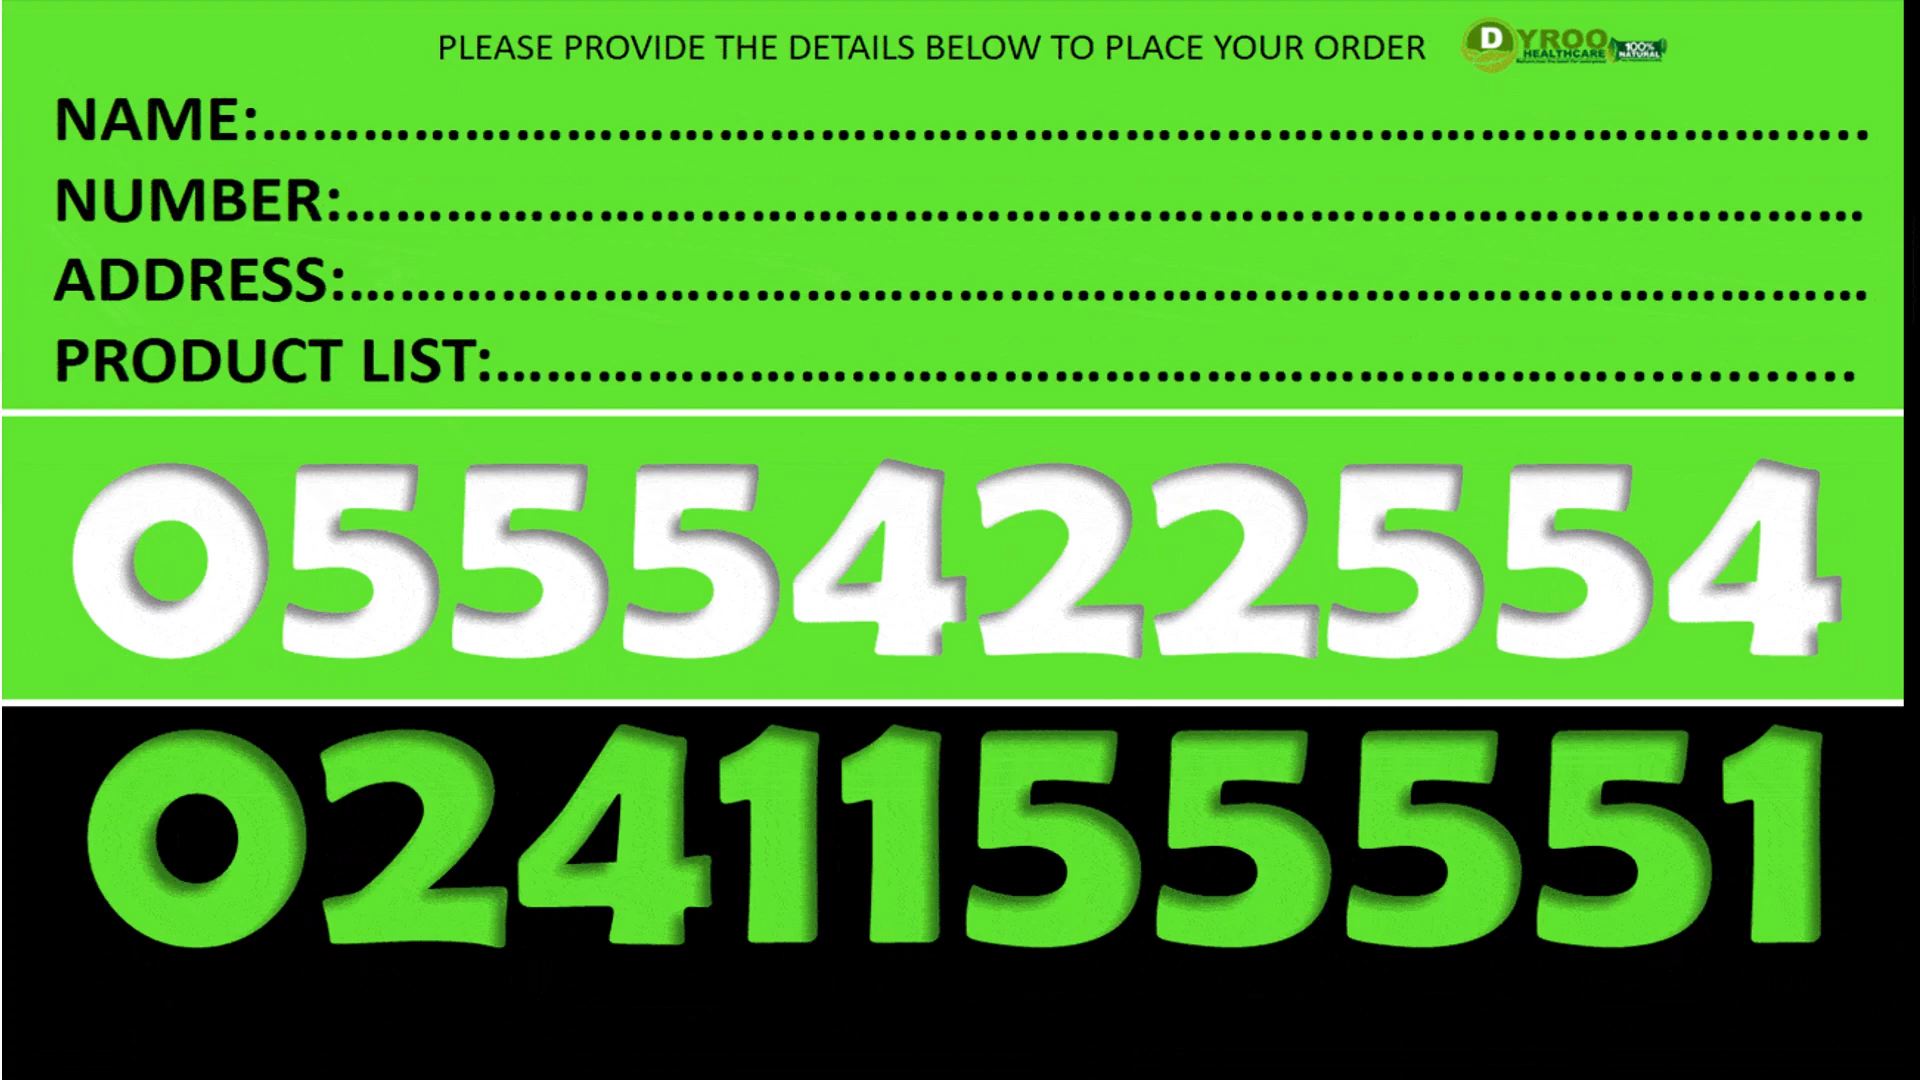 PLEASE PROVIDE THE DETAILS BELOW TO PLACE YOUR ORDER
DYROO
HEALTHCARE
100%
NATURAL
NAME:................................................................
NUMBER:................................................................
ADDRESS:................................................................
PRODUCT LIST:................................................................
0555422554
0241155551